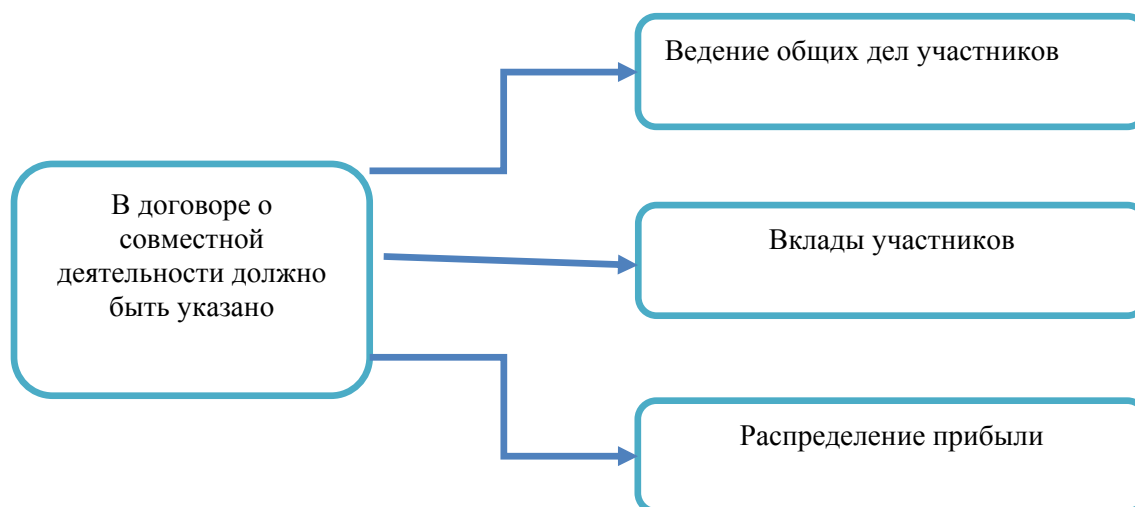 Ведение общих дел участников
В договоре о
совместной
деятельности должно
быть указано
Вклады участников
Распределение прибыли